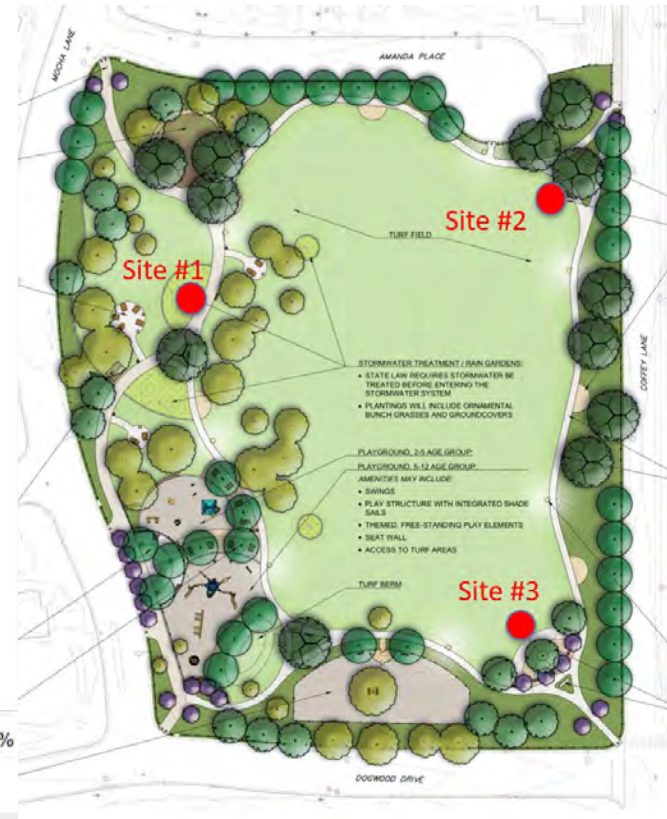 AMANDA PLACE
MOCHA LANE
Site #2
TURF FIELD
Site #1
COFFEY LANE
STORMWATER TREATMENT / RAIN GARDENS:
• STATE LAW REQUIRES STORMWATER BE
TREATED BEFORE ENTERING THE
STORMWATER SYSTEM
• PLANTINGS WILL INCLUDE ORNAMENTAL
BUNCH GRASSES AND GROUNDCOVERS
PLAYGROUND, 2-5 AGE GROUP:
PLAYGROUND, 5-12 AGE GROUP:
AMENITIES MAY INCLUDE:
• SWINGS
• PLAY STRUCTURE WITH INTEGRATED SHADE
SAILS
• THEMED, FREE-STANDING PLAY ELEMENTS
• SEAT WALL
• ACCESS TO TURF AREAS
TURF BERM
Site #3
%
DOGWOOD DRIVE